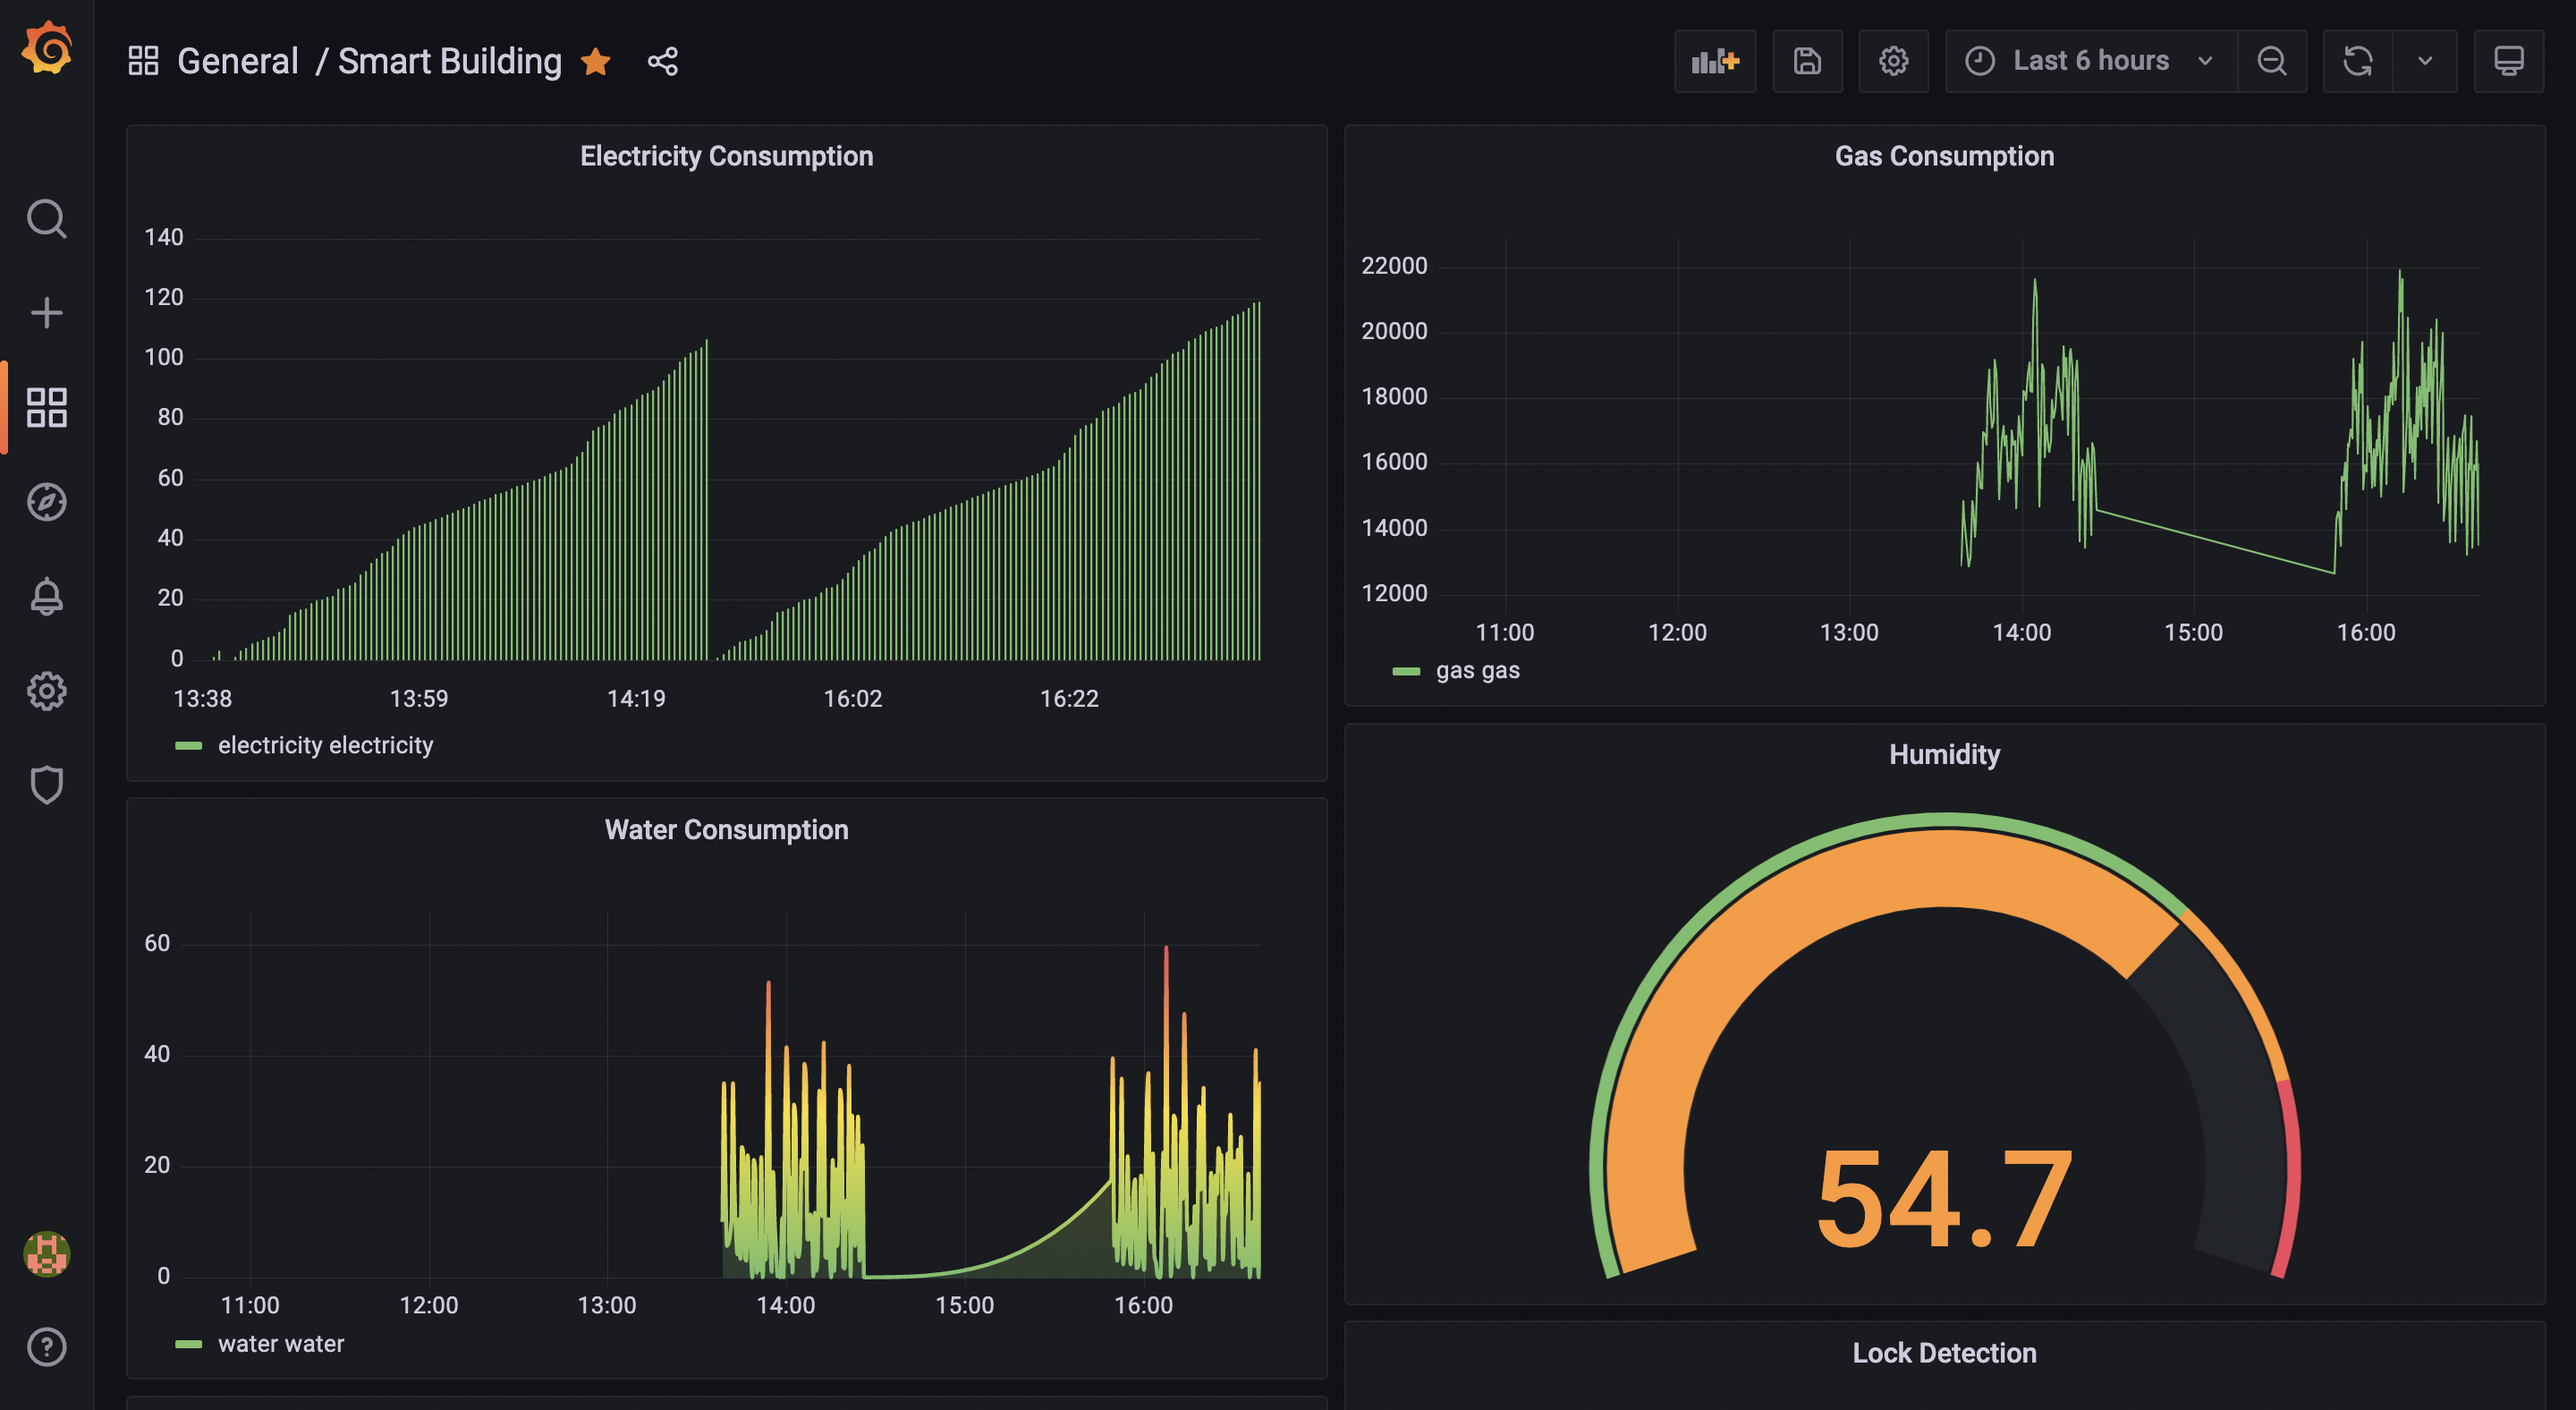 General / Smart Building
Last 6 hours
Electricity Consumption
140
120
100
80
60
40
20
0
13:38 13:59 14:19 16:02 16:22
electricity electricity
Gas Consumption
22000
20000
18000
16000
14000
12000
11:00 12:00 13:00 14:00 15:00 16:00
gas gas
Water Consumption
60
40
20
0
11:00 12:00 13:00 14:00 15:00 16:00
water water
Humidity
54.7
Lock Detection